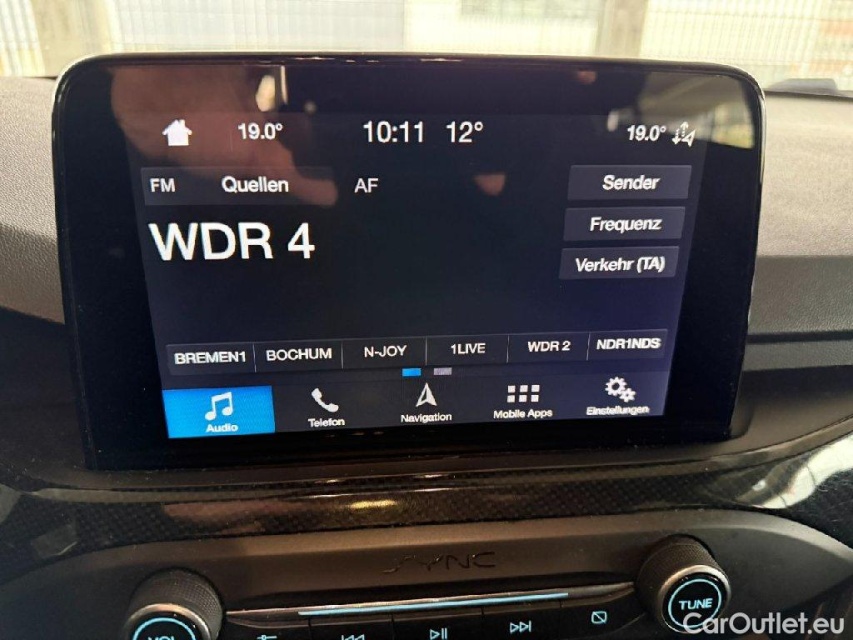 19.0° 10:11 12° 19.0°
FM Quellen AF Sender
WDR 4
Frequenz
Verkehr (TA)
BREMEN1 BOCHUM N-JOY 1LIVE WDR 2 NDR1NDS
Audio Telefon Navigation Mobile Apps Einstellungen
SYNC
VOL TUNE
CarOutlet.eu